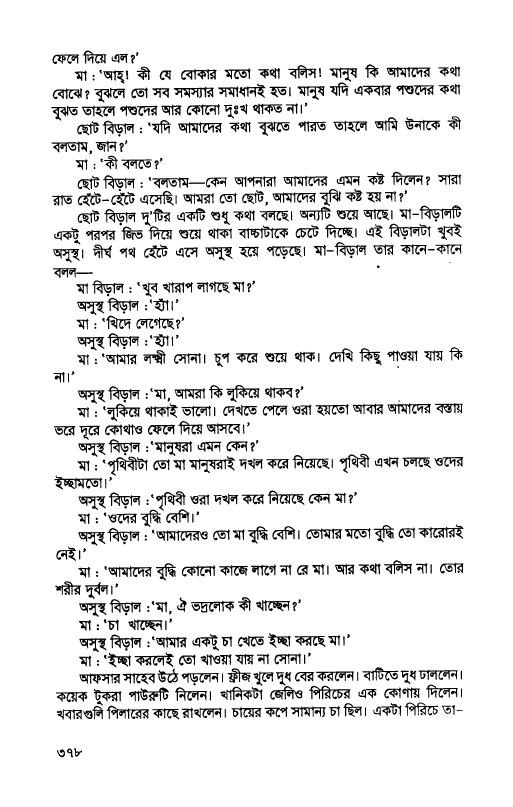 ফেলে দিয়ে এল?’
মা : ‘আহ্! কী যে বোকার মতো কথা বলিস! মানুষ কি আমাদের কথা
বোঝে? বুঝলে তো সব সমস্যার সমাধানই হত। মানুষ যদি একবার পশুদের কথা
বুঝত তাহলে পশুদের আর কোনো দুঃখ থাকত না।’
ছোট বিড়াল : ‘যদি আমাদের কথা বুঝতে পারত তাহলে আমি উনাকে কী
বলতাম, জান?’
মা : ‘কী বলতে?’
ছোট বিড়াল : ‘বলতাম—কেন আপনারা আমাদের এমন কষ্ট দিলেন? সারা
রাত হেঁটে-হেঁটে এসেছি। আমরা তো ছোট, আমাদের বুঝি কষ্ট হয় না?’
ছোট বিড়াল দু’টির একটি শুধু কথা বলছে। অন্যটি শুয়ে আছে। মা-বিড়ালটি
একটু পরপর জিভ দিয়ে শুয়ে থাকা বাচ্চাটাকে চেটে দিচ্ছে। এই বিড়ালটা খুবই
অসুস্থ। দীর্ঘ পথ হেঁটে এসে অসুস্থ হয়ে পড়েছে। মা-বিড়াল তার কানে-কানে
বলল—
মা বিড়াল : ‘খুব খারাপ লাগছে মা?’
অসুস্থ বিড়াল : ‘হ্যাঁ।’
মা : ‘খিদে লেগেছে?’
অসুস্থ বিড়াল : ‘হ্যাঁ।’
মা : ‘আমার লক্ষ্মী সোনা। চুপ করে শুয়ে থাক। দেখি কিছু পাওয়া যায় কি
না।’
অসুস্থ বিড়াল : ‘মা, আমরা কি লুকিয়ে থাকব?’
মা : ‘লুকিয়ে থাকাই ভালো। দেখতে পেলে ওরা হয়তো আবার আমাদের বস্তায়
ভরে দূরে কোথাও ফেলে দিয়ে আসবে।’
অসুস্থ বিড়াল : ‘মানুষরা এমন কেন?’
মা : ‘পৃথিবীটা তো মা মানুষরাই দখল করে নিয়েছে। পৃথিবী এখন চলছে ওদের
ইচ্ছামতো।’
অসুস্থ বিড়াল : ‘পৃথিবী ওরা দখল করে নিয়েছে কেন মা?’
মা : ‘ওদের বুদ্ধি বেশি।’
অসুস্থ বিড়াল : ‘আমাদেরও তো মা বুদ্ধি বেশি। তোমার মতো বুদ্ধি তো কারোরই
নেই।’
মা : ‘আমাদের বুদ্ধি কোনো কাজে লাগে না রে মা। আর কথা বলিস না। তোর
শরীর দুর্বল।’
অসুস্থ বিড়াল : ‘মা, ঐ ভদ্রলোক কী খাচ্ছেন?’
মা : ‘চা খাচ্ছেন।’
অসুস্থ বিড়াল : ‘আমার একটু চা খেতে ইচ্ছা করছে মা।’
মা : ‘ইচ্ছা করলেই তো খাওয়া যায় না সোনা।’
আফসার সাহেব উঠে পড়লেন। ফ্রীজ খুলে দুধ বের করলেন। বাটিতে দুধ ঢাললেন।
কয়েক টুকরা পাউরুটি নিলেন। খানিকটা জেলিও পিরিচের এক কোণায় দিলেন।
খবারগুলি পিলারের কাছে রাখলেন। চায়ের কপে সামান্য চা ছিল। একটা পিরিচে তা-
৩৭৮